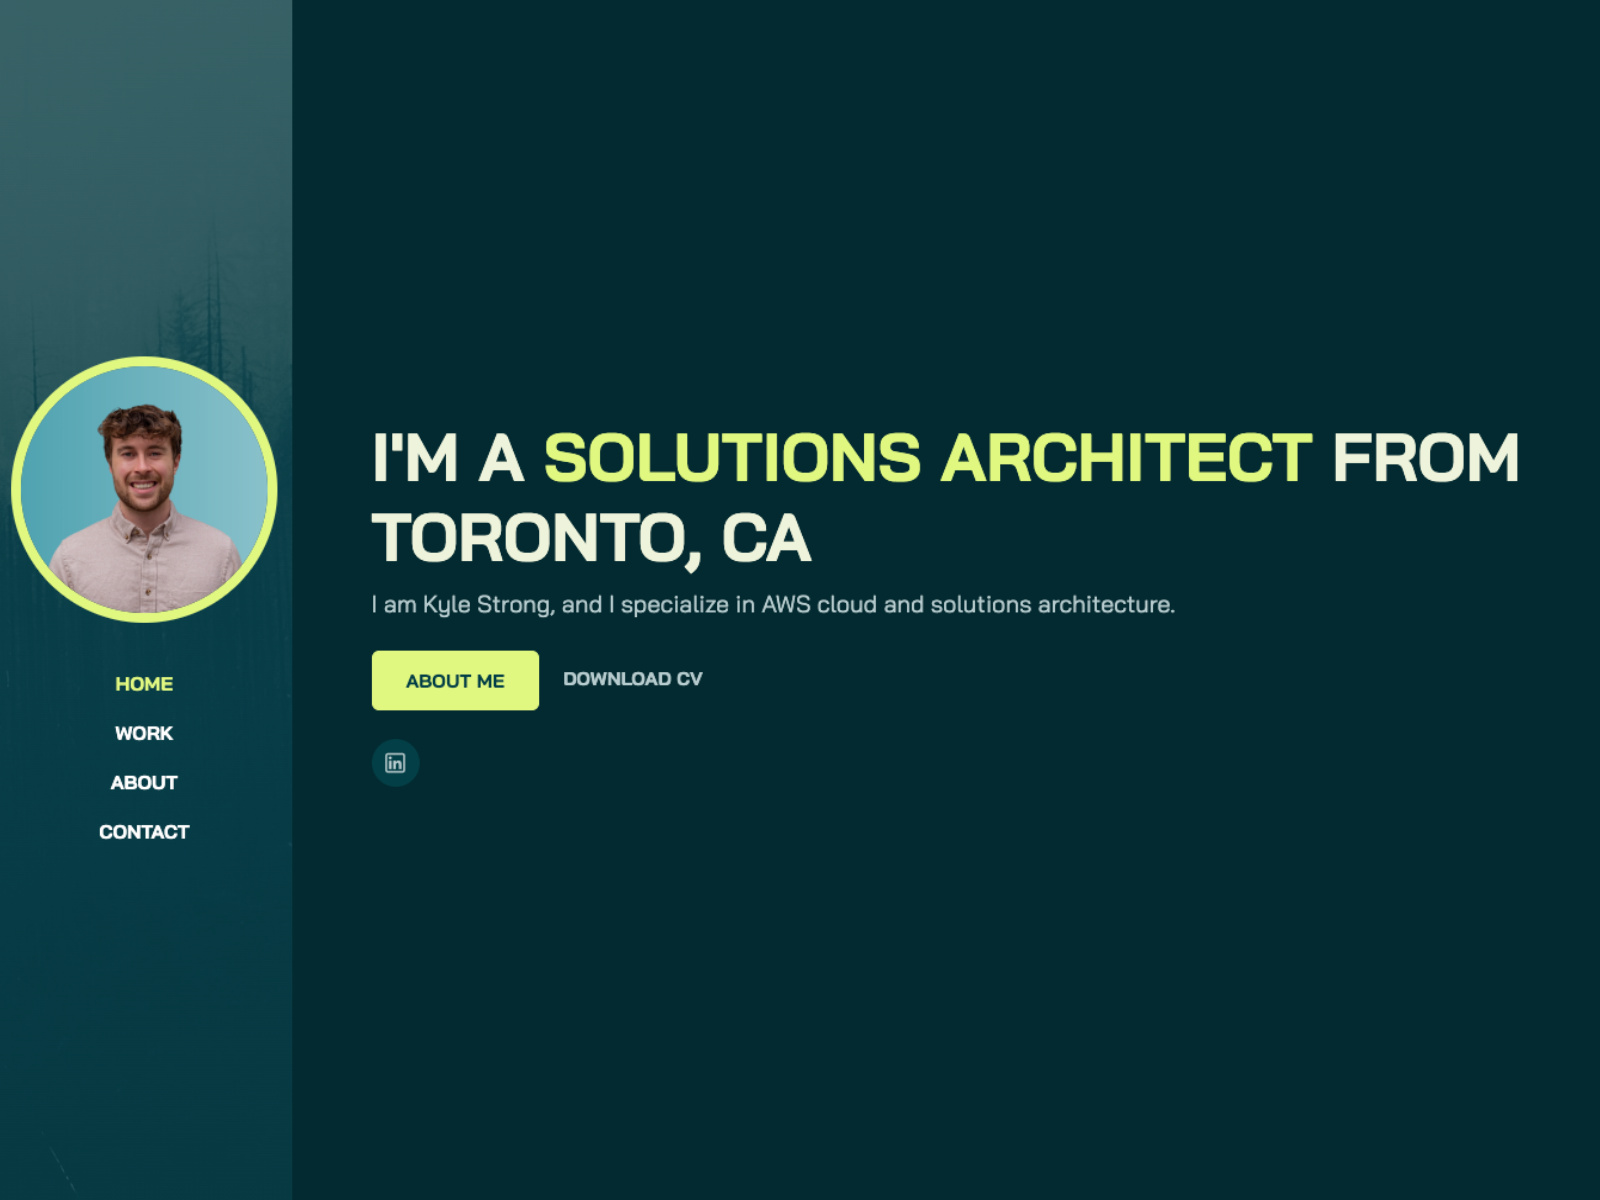 HOME
WORK
ABOUT
CONTACT
I'M A SOLUTIONS ARCHITECT FROM
TORONTO, CA
I am Kyle Strong, and I specialize in AWS cloud and solutions architecture.
ABOUT ME
DOWNLOAD CV
in